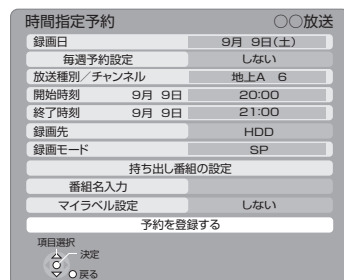 時間指定予約 ○○放送
録画日 9月 9日(土)
毎週予約設定 しない
放送種別/チャンネル 地上A 6
開始時刻 9月 9日 20:00
終了時刻 9月 9日 21:00
録画先 HDD
録画モード SP
持ち出し番組の設定
番組名入力
マイラベル設定 しない
予約を登録する
項目選択
決定
戻る